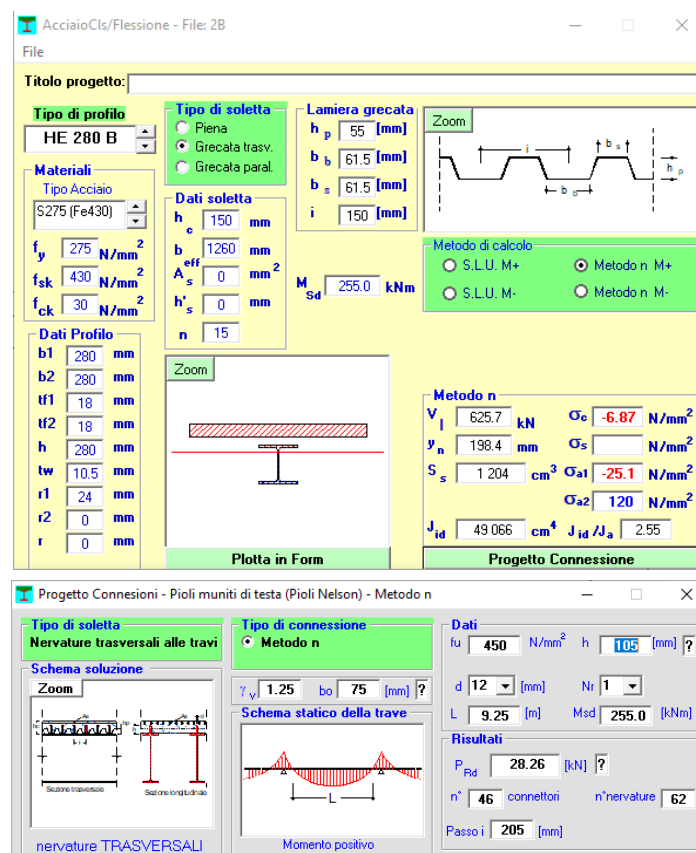 AcciaioCls/Flessione - File: 2B
File
Titolo progetto:
Tipo di profilo
HE 280 B
Materiali
Tipo Acciaio
S275 (Fe430)
fy 275 N/mm2
fsk 430 N/mm2
fck 30 N/mm2
Dati Profilo
b1 280 mm
b2 280 mm
tf1 18 mm
tf2 18 mm
h 280 mm
tw 10.5 mm
r1 24 mm
r2 0 mm
r 0 mm
Tipo di soletta
Piena
Grecata trasv.
Grecata paral.
Dati soletta
hc 150 mm
beff 1260 mm
As 0 mm2
h's 0 mm
n 15
Lamiera grecata
hp 55 [mm]
bb 61.5 [mm]
bs 61.5 [mm]
i 150 [mm]
MSd 255.0 kNm
Zoom
i
bs
hp
bb
Metodo di calcolo
S.L.U. M+
Metodo n M+
S.L.U. M-
Metodo n M-
Zoom
Plotta in Form
Metodo n
Vl 625.7 kN
yn 198.4 mm
Ss 1 204 cm3
σc -6.87 N/mm2
σs N/mm2
σa1 -25.1 N/mm2
σa2 120 N/mm2
Jid 49 066 cm4 Jid/Ja 2.55
Progetto Connessione
Progetto Connesioni - Pioli muniti di testa (Pioli Nelson) - Metodo n
Tipo di soletta
Nervature trasversali alle travi
Schema soluzione
Zoom
Sezione trasversale
Sezione longitudinale
nervature TRASVERSALI
Tipo di connessione
Metodo n
γv 1.25 bo 75 [mm] ?
Schema statico della trave
L
Momento positivo
Dati
fu 450 N/mm2 h 105 [mm] ?
d 12 [mm] Nr 1
L 9.25 [m] Msd 255.0 [kNm]
Risultati
PRd 28.26 [kN] ?
n° 46 connettori n°nervature 62
Passo i 205 [mm]